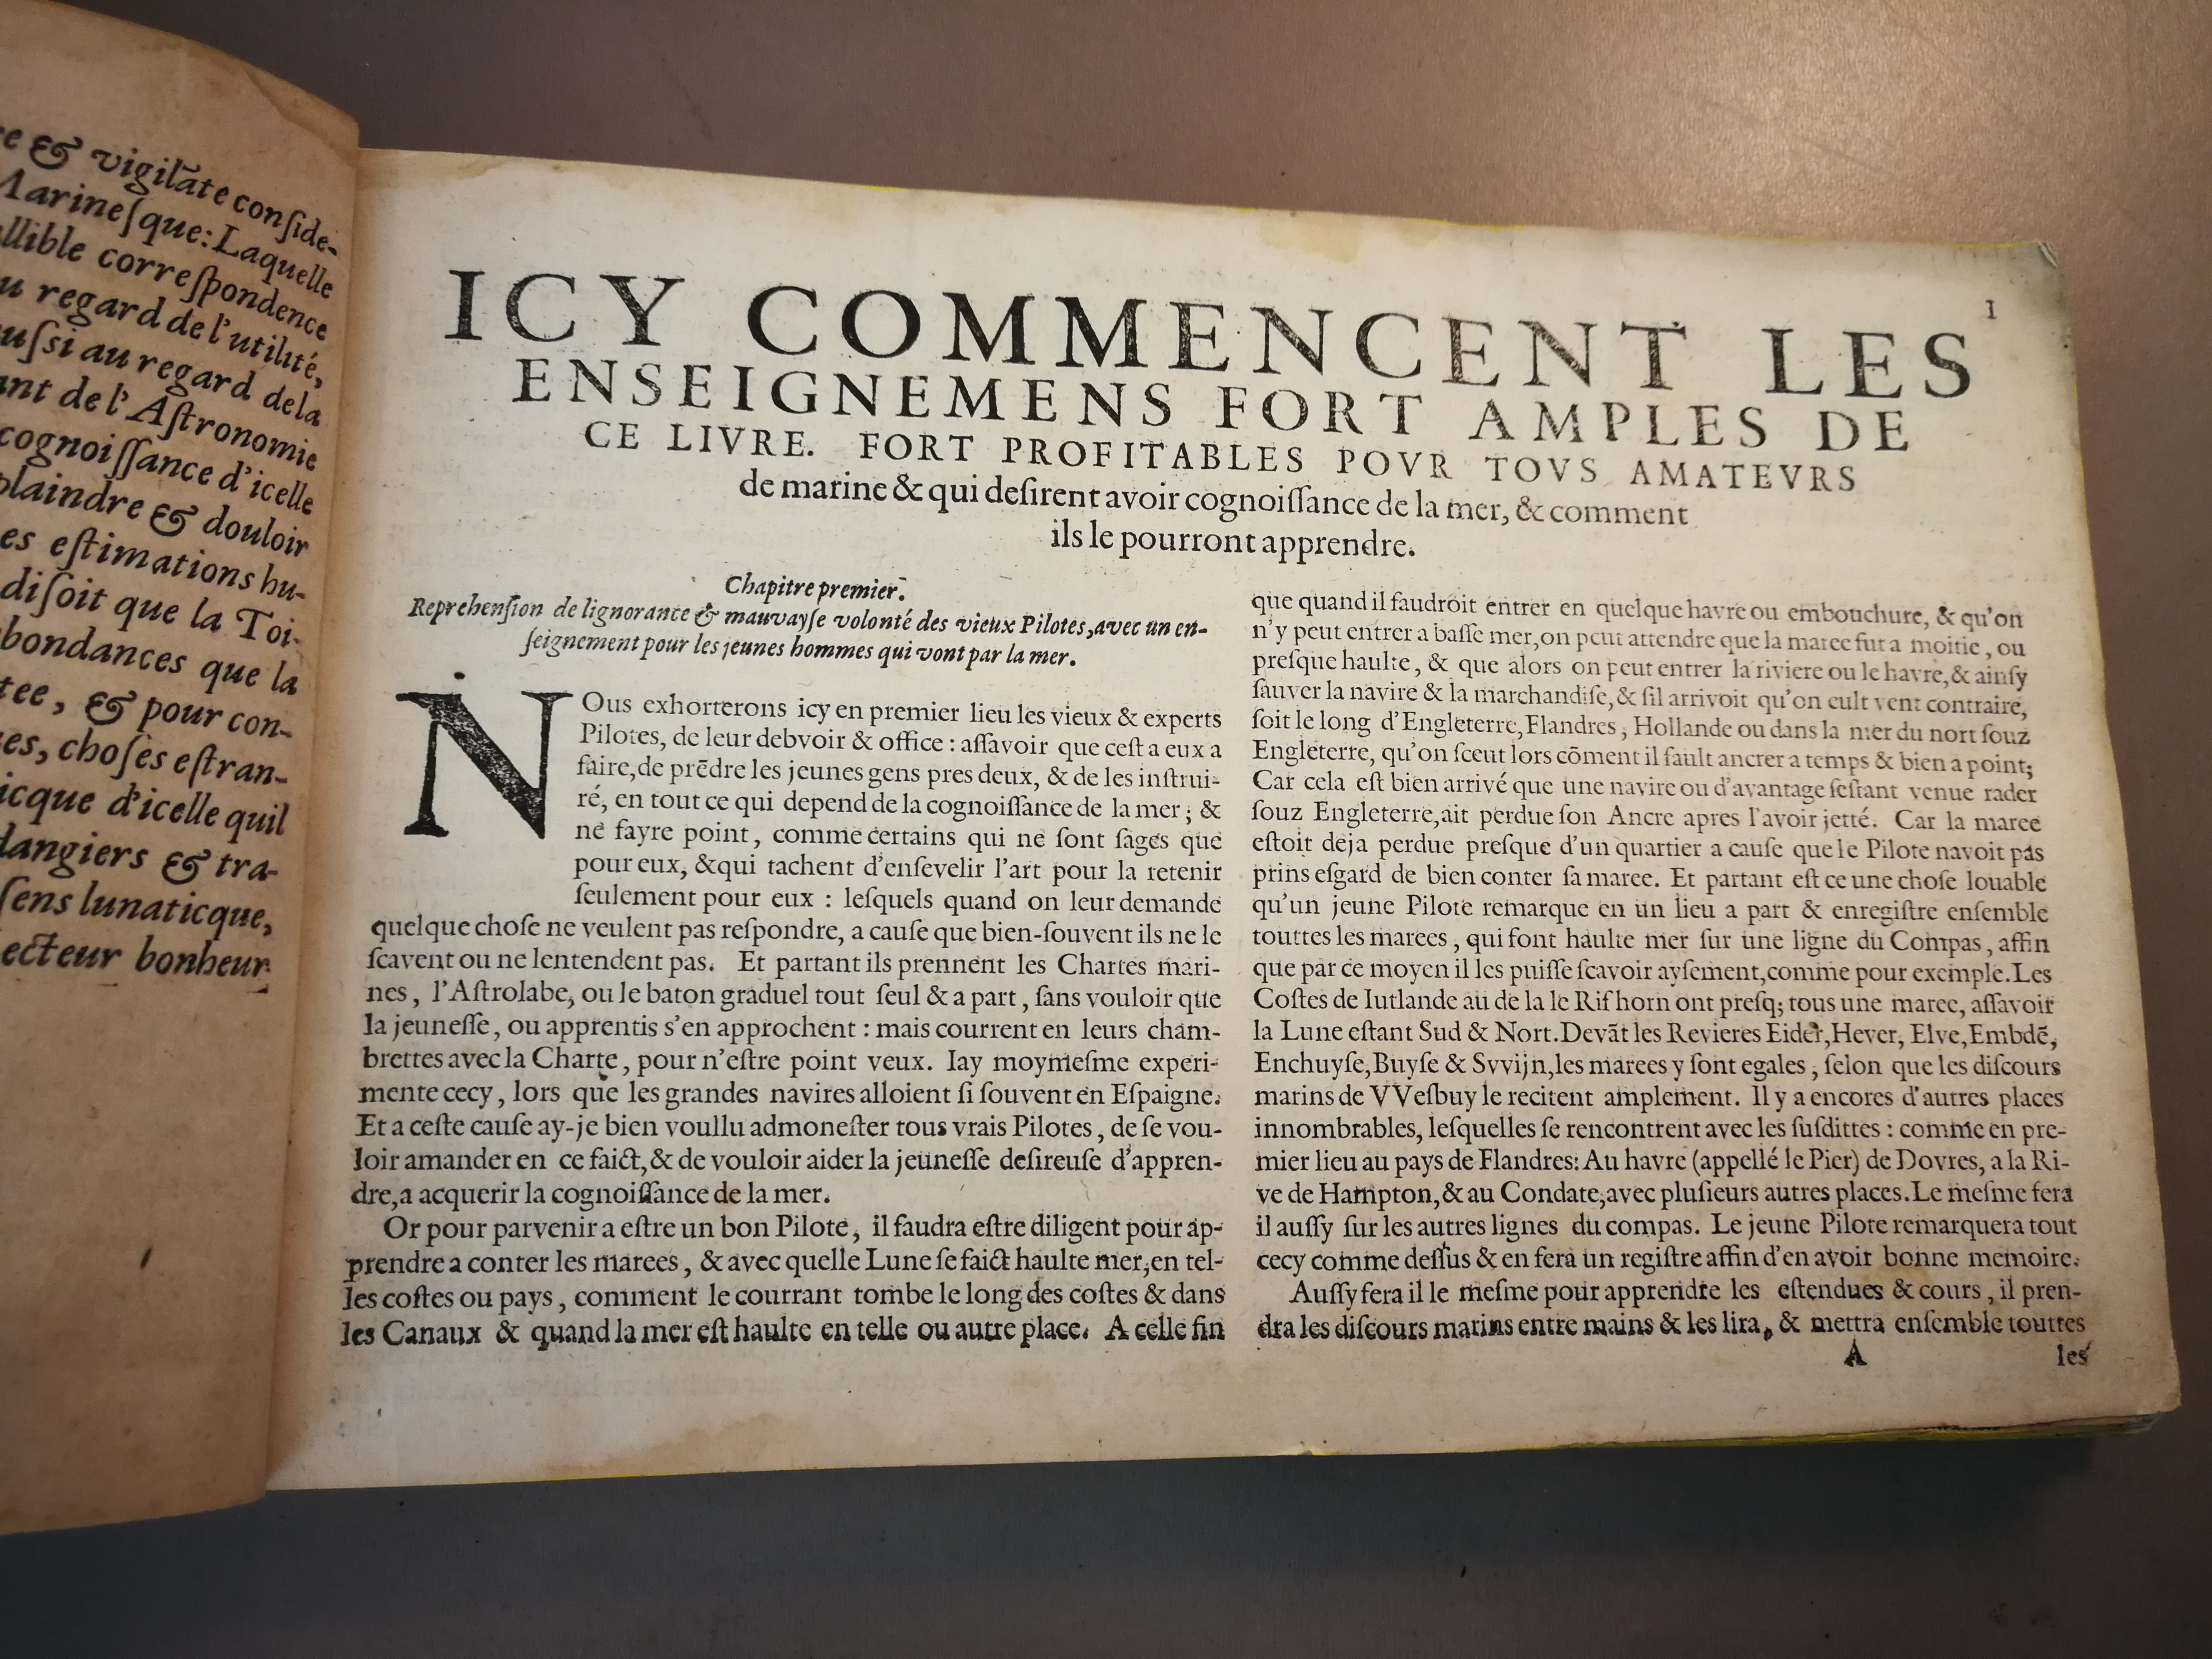 e & vigilāte conſide-
Marineſque: Laquelle
llible correſpondence
u regard de l'utilité,
uſsi au regard dela
ant de l'Aſtronomie
cognoiſſance d'icelle
plaindre & douloir
es eſtimations hu-
diſoit que la Toi-
bondances que la
tee, & pour con-
es, choſes eſtran-
icque d'icelle quil
dangiers & tra-
ſens lunaticque,
ecteur bonheur
1
ICY COMMENCENT LES
ENSEIGNEMENS FORT AMPLES DE
CE LIVRE. FORT PROFITABLES POVR TOVS AMATEVRS
de marine & qui deſirent avoir cognoiſſance de la mer, & comment
ils le pourront apprendre.
Chapitre premier.
Reprehenſion de lignorante & mauvayſe volonté des vieux Pilotes, avec un en-
ſeignement pour les jeunes hommes qui vont par la mer.
NOus exhorterons icy en premier lieu les vieux & experts
Pilotes, de leur debvoir & office : aſſavoir que ceſt a eux a
faire, de prēdre les jeunes gens pres deux, & de les inſtrui-
re, en tout ce qui depend de la cognoiſſance de la mer ; &
ne fayre point, comme certains qui ne ſont ſages que
pour eux, & qui tachent d'enſevelir l'art pour la retenir
ſeulement pour eux : leſquels quand on leur demande
quelque choſe ne veulent pas reſpondre, a cauſe que bien-ſouvent ils ne le
ſcavent ou ne lentendent pas. Et partant ils prennent les Chartes mari-
nes, l'Aſtrolabe, ou le baton graduel tout ſeul & a part, ſans vouloir que
la jeuneſſe, ou apprentis s'en approchent : mais courrent en leurs cham-
brettes avec la Charte, pour n'eſtre point veux. Iay moymeſme experi-
mente cecy, lors que les grandes navires alloient ſi ſouvent en Eſpaigne.
Et a ceſte cauſe ay-je bien voullu admoneſter tous vrais Pilotes, de ſe vou-
loir amander en ce faict, & de vouloir aider la jeuneſſe deſireuſe d'appren-
dre, a acquerir la cognoiſſance de la mer.
Or pour parvenir a eſtre un bon Pilote, il faudra eſtre diligent pour ap-
prendre a conter les marees, & avec quelle Lune ſe faict haulte mer, en tel-
les coſtes ou pays, comment le courrant tombe le long des coſtes & dans
les Canaux & quand la mer eſt haulte en telle ou autre place. A celle fin
que quand il faudroit entrer en quelque havre ou embouchure, & qu'on
n'y peut entrer a baſſe mer, on peut attendre que la maree fut a moitie, ou
preſque haulte, & que alors on peut entrer la riviere ou le havre, & ainſy
ſauver la navire & la marchandiſe, & ſil arrivoit qu'on eult vent contraire,
ſoit le long d'Engleterre, Flandres, Hollande ou dans la mer du nort ſouz
Engleterre, qu'on ſceut lors cōment il fault ancrer a temps & bien a point;
Car cela eſt bien arrivé que une navire ou d'avantage ſeſtant venue rader
ſouz Engleterre, ait perdue ſon Ancre apres l'avoir jetté. Car la maree
eſtoit deja perdue preſque d'un quartier a cauſe que le Pilote navoit pas
prins eſgard de bien conter ſa maree. Et partant eſt ce une choſe louable
qu'un jeune Pilote remarque en un lieu a part & enregiſtre enſemble
touttes les marees, qui font haulte mer ſur une ligne du Compas, affin
que par ce moyen il les puiſſe ſcavoir ayſement, comme pour exemple. Les
Coſtes de Iutlande au de la le Rif horn ont preſq; tous une maree, aſſavoir
la Lune eſtant Sud & Nort. Devāt les Revieres Eider, Hever, Elve, Embdē,
Enchuyſe, Buyſe & Svvijn, les marees y ſont egales, ſelon que les diſcours
marins de VVeſbuy le recitent amplement. Il y a encores d'autres places
innombrables, leſquelles ſe rencontrent avec les ſuſdittes : comme en pre-
mier lieu au pays de Flandres: Au havre (appellé le Pier) de Dovres, a la Ri-
ve de Hampton, & au Condate, avec pluſieurs autres places. Le meſme fera
il auſſy ſur les autres lignes du compas. Le jeune Pilote remarquera tout
cecy comme deſſus & en fera un regiſtre affin d'en avoir bonne memoire.
Auſſy fera il le meſme pour apprendre les eſtendues & cours, il pren-
dra les diſcours marins entre mains & les lira, & mettra enſemble touttes
A
les